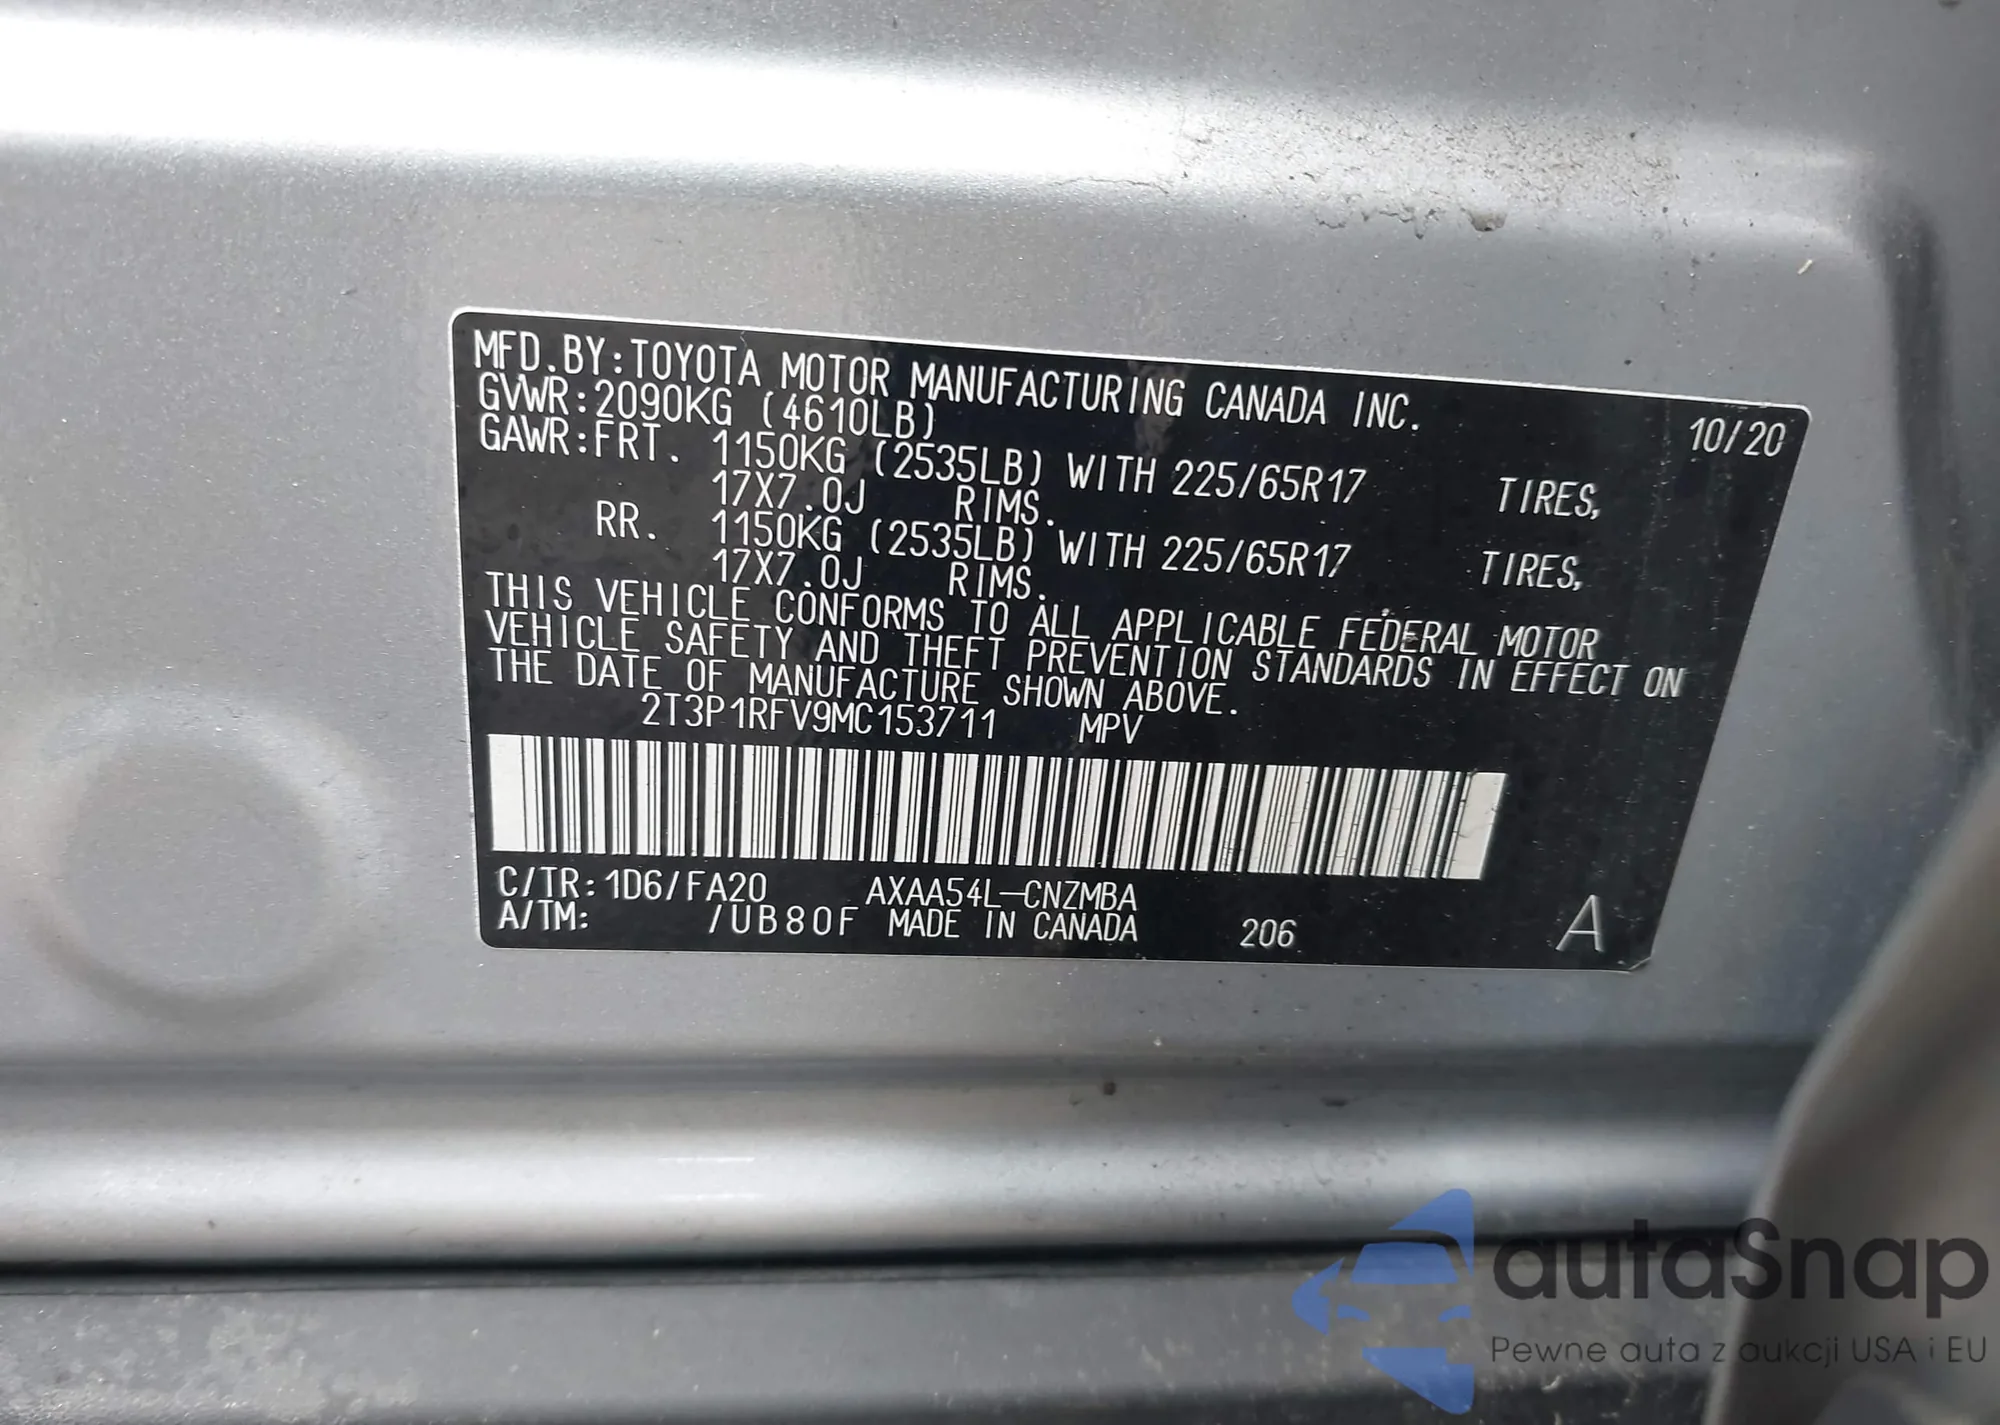 MFD.BY:TOYOTA MOTOR MANUFACTURING CANADA INC. 10/20
GVWR:2090KG (4610LB)
GAWR:FRT. 1150KG (2535LB) WITH 225/65R17 TIRES,
17X7.0J RIMS.
RR. 1150KG (2535LB) WITH 225/65R17 TIRES,
17X7.0J RIMS.
THIS VEHICLE CONFORMS TO ALL APPLICABLE FEDERAL MOTOR
VEHICLE SAFETY AND THEFT PREVENTION STANDARDS IN EFFECT ON
THE DATE OF MANUFACTURE SHOWN ABOVE.
2T3P1RFV9MC153711 MPV
C/TR:1D6/FA20 AXAA54L-CNZMBA
A/TM: /UB80F MADE IN CANADA 206 A
autaSnap
Pewne auta z aukcji USA i EU